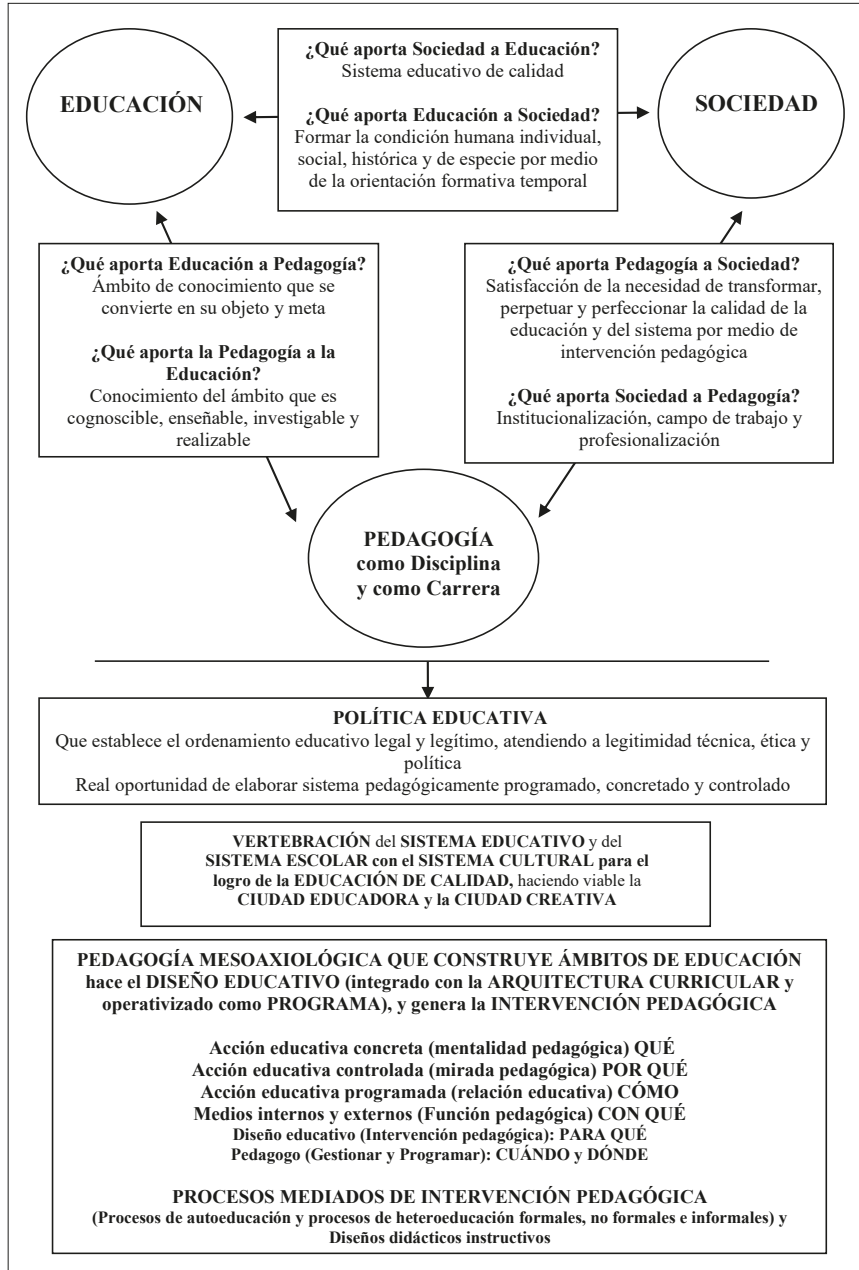 EDUCACIÓN
¿Qué aporta Sociedad a Educación?
Sistema educativo de calidad
¿Qué aporta Educación a Sociedad?
Formar la condición humana individual,
social, histórica y de especie por medio
de la orientación formativa temporal
SOCIEDAD
¿Qué aporta Educación a Pedagogía?
Ámbito de conocimiento que se
convierte en su objeto y meta
¿Qué aporta la Pedagogía a la
Educación?
Conocimiento del ámbito que es
cognoscible, enseñable, investigable y
realizable
¿Qué aporta Pedagogía a Sociedad?
Satisfacción de la necesidad de transformar,
perpetuar y perfeccionar la calidad de la
educación y del sistema por medio de
intervención pedagógica
¿Qué aporta Sociedad a Pedagogía?
Institucionalización, campo de trabajo y
profesionalización
PEDAGOGÍA
como Disciplina
y como Carrera
POLÍTICA EDUCATIVA
Que establece el ordenamiento educativo legal y legítimo, atendiendo a legitimidad técnica, ética y
política
Real oportunidad de elaborar sistema pedagógicamente programado, concretado y controlado
VERTEBRACIÓN del SISTEMA EDUCATIVO y del
SISTEMA ESCOLAR con el SISTEMA CULTURAL para el
logro de la EDUCACIÓN DE CALIDAD, haciendo viable la
CIUDAD EDUCADORA y la CIUDAD CREATIVA
PEDAGOGÍA MESOAXIOLÓGICA QUE CONSTRUYE ÁMBITOS DE EDUCACIÓN
hace el DISEÑO EDUCATIVO (integrado con la ARQUITECTURA CURRICULAR y
operativizado como PROGRAMA), y genera la INTERVENCIÓN PEDAGÓGICA
Acción educativa concreta (mentalidad pedagógica) QUÉ
Acción educativa controlada (mirada pedagógica) POR QUÉ
Acción educativa programada (relación educativa) CÓMO
Medios internos y externos (Función pedagógica) CON QUÉ
Diseño educativo (Intervención pedagógica): PARA QUÉ
Pedagogo (Gestionar y Programar): CUÁNDO y DÓNDE
PROCESOS MEDIADOS DE INTERVENCIÓN PEDAGÓGICA
(Procesos de autoeducación y procesos de heteroeducación formales, no formales e informales) y
Diseños didácticos instructivos